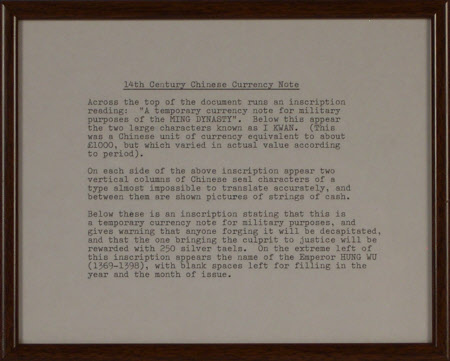 14th Century Chinese Currency Note
Across the top of the document runs an inscription
reading: "A temporary currency note for military
purposes of the MING DYNASTY". Below this appear
the two large characters known as I KWAN. (This
was a Chinese unit of currency equivalent to about
£1000, but which varied in actual value according
to period).
On each side of the above inscription appear two
vertical columns of Chinese seal characters of a
type almost impossible to translate accurately, and
between them are shown pictures of strings of cash.
Below these is an inscription stating that this is
a temporary currency note for military purposes, and
gives warning that anyone forging it will be decapitated,
and that the one bringing the culprit to justice will be
rewarded with 250 silver taels. On the extreme left of
this inscription appears the name of the Emperor HUNG WU
(1369-1398), with blank spaces left for filling in the
year and the month of issue.